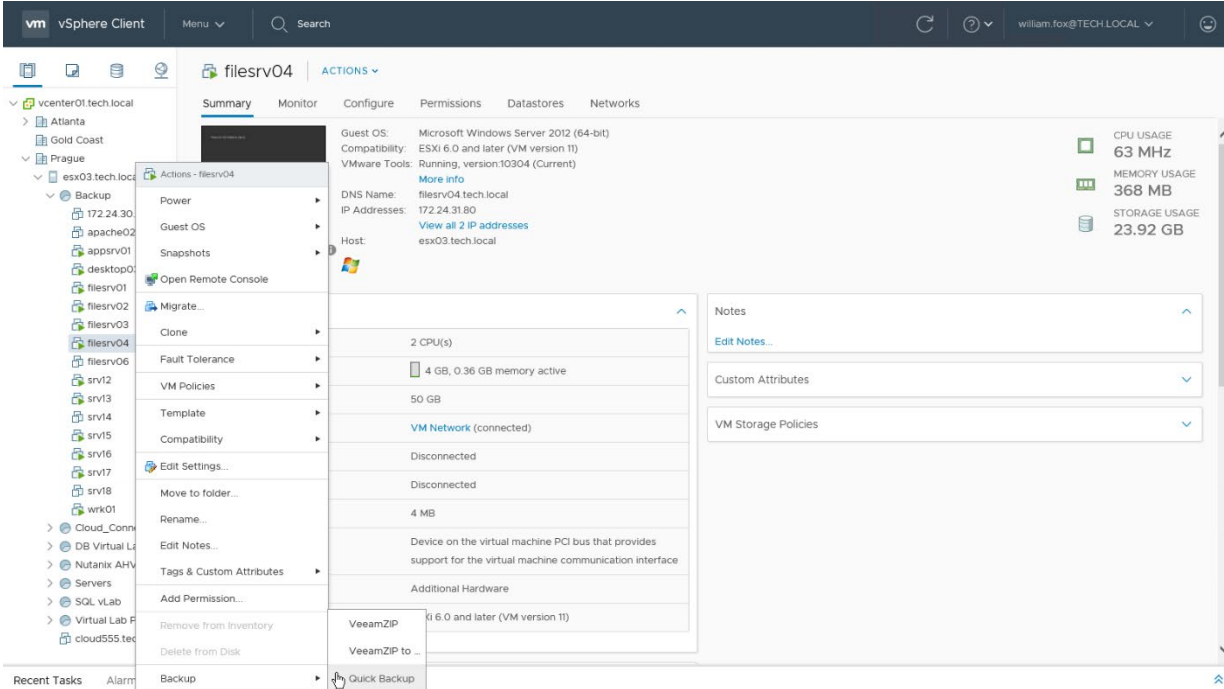 vm vSphere Client Menu Search william.fox@TECH.LOCAL
filesrv04 ACTIONS
vcenter01.tech.local
Atlanta
Gold Coast
Prague
esx03.tech.loca
Backup
172.24.30.
apache02
appsrv01
desktop0
filesrv01
filesrv02
filesrv03
filesrv04
filesrv06
srv12
srv13
srv14
srv15
srv16
srv17
srv18
wrk01
Cloud_Conn
DB Virtual La
Nutanix AHV
Servers
SQL vLab
Virtual Lab P
cloud555.tec
Summary Monitor Configure Permissions Datastores Networks
Guest OS: Microsoft Windows Server 2012 (64-bit)
Compatibility: ESXi 6.0 and later (VM version 11)
VMware Tools: Running, version:10304 (Current)
More info
DNS Name: filesrv04.tech.local
IP Addresses: 172.24.31.80
View all 2 IP addresses
Host: esx03.tech.local
CPU USAGE
63 MHz
MEMORY USAGE
368 MB
STORAGE USAGE
23.92 GB
Actions - filesrv04
Power
Guest OS
Snapshots
Open Remote Console
Migrate...
Clone
Fault Tolerance
VM Policies
Template
Compatibility
Edit Settings...
Move to folder...
Rename...
Edit Notes...
Tags & Custom Attributes
Add Permission...
Remove from Inventory
Delete from Disk
Backup
VeeamZIP
VeeamZIP to ...
Quick Backup
2 CPU(s)
4 GB, 0.36 GB memory active
50 GB
VM Network (connected)
Disconnected
Disconnected
4 MB
Device on the virtual machine PCI bus that provides
support for the virtual machine communication interface
Additional Hardware
Xi 6.0 and later (VM version 11)
Notes
Edit Notes...
Custom Attributes
VM Storage Policies
Recent Tasks Alarm